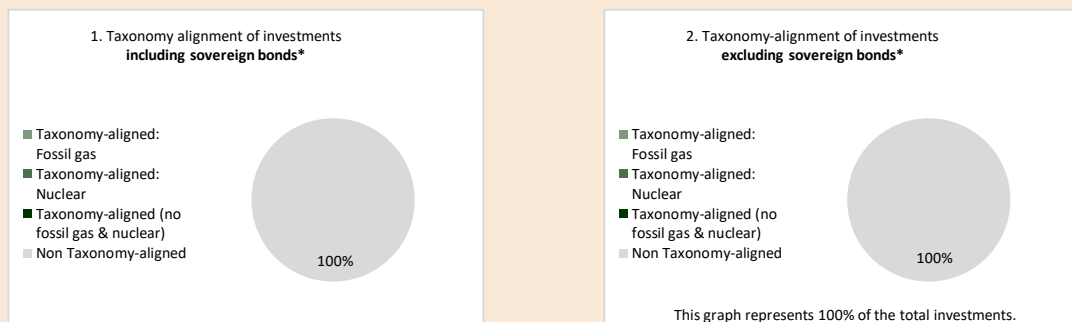 1. Taxonomy alignment of investments
including sovereign bonds*
Taxonomy-aligned:
Fossil gas
Taxonomy-aligned:
Nuclear
Taxonomy-aligned (no
fossil gas & nuclear)
Non Taxonomy-aligned
100%
2. Taxonomy-alignment of investments
excluding sovereign bonds*
Taxonomy-aligned:
Fossil gas
Taxonomy-aligned:
Nuclear
Taxonomy-aligned (no
fossil gas & nuclear)
Non Taxonomy-aligned
100%
This graph represents 100% of the total investments.